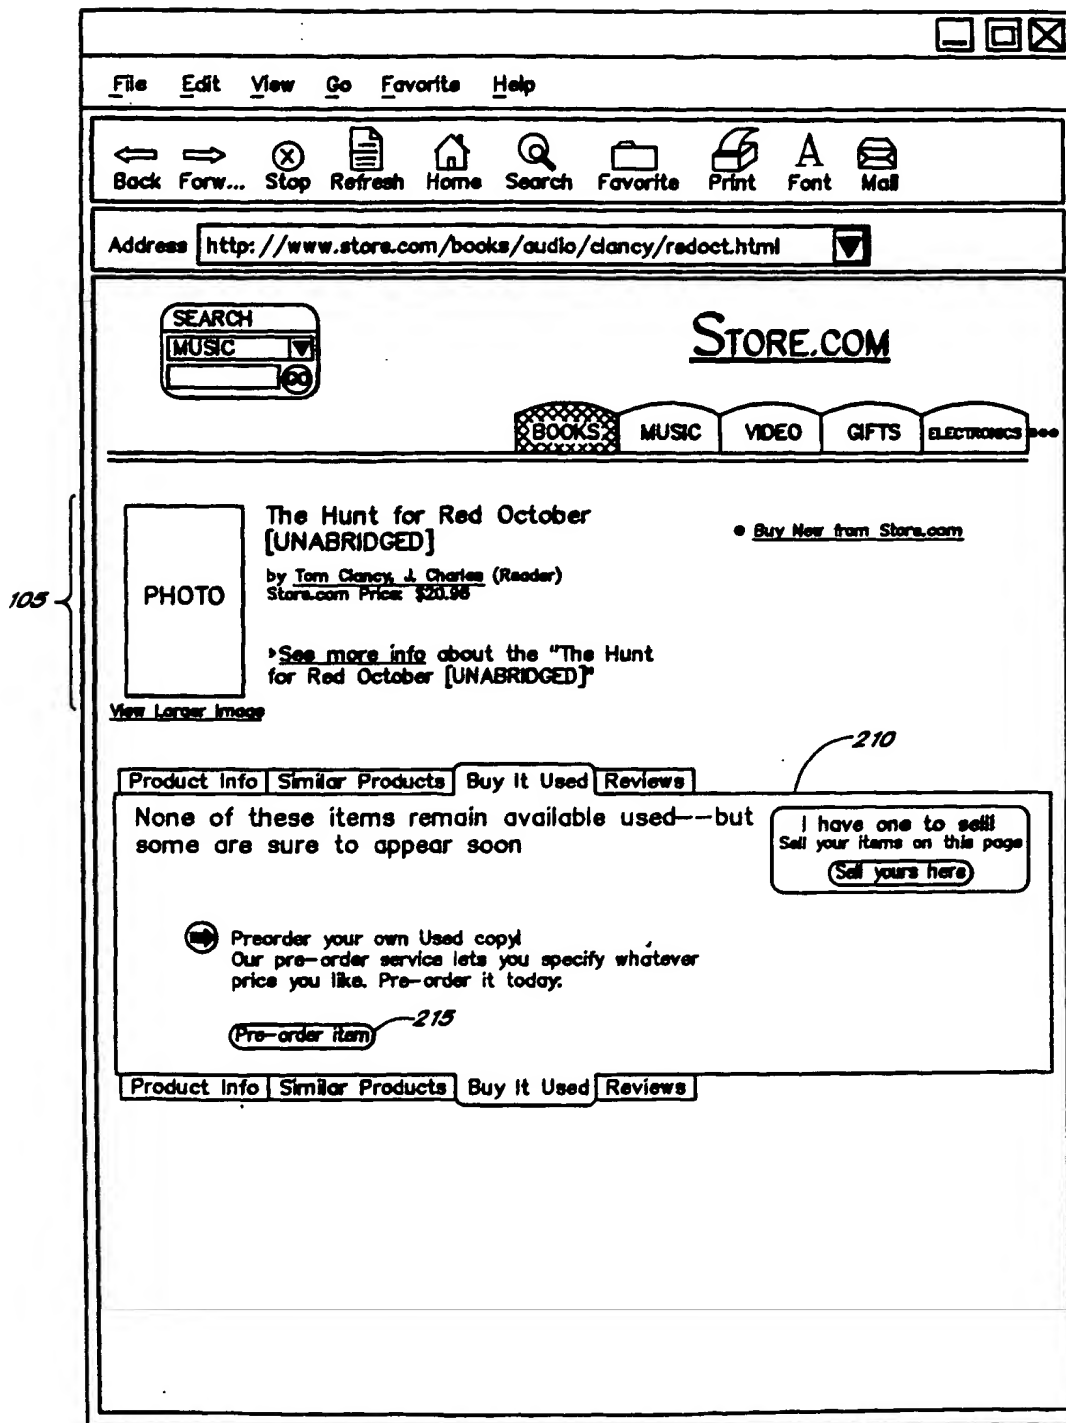 File Edit View Go Favorite Help
Back Forw... Stop Refresh Home Search Favorite Print Font Mail
Address http://www.store.com/books/audio/clancy/redoct.html
SEARCH
MUSIC
GO
STORE.COM
BOOKS MUSIC VIDEO GIFTS ELECTRONICS
105
PHOTO
The Hunt for Red October
[UNABRIDGED]
by Tom Clancy, J. Charles (Reader)
Store.com Price: $20.96
• Buy New from Store.com
See more info about the "The Hunt
for Red October [UNABRIDGED]"
View Larger Image
210
Product Info Similar Products Buy It Used Reviews
None of these items remain available used--but
some are sure to appear soon
I have one to sell!
Sell your items on this page
Sell yours here
Preorder your own Used copy!
Our pre-order service lets you specify whatever
price you like. Pre-order it today.
Pre-order item
215
Product Info Similar Products Buy It Used Reviews